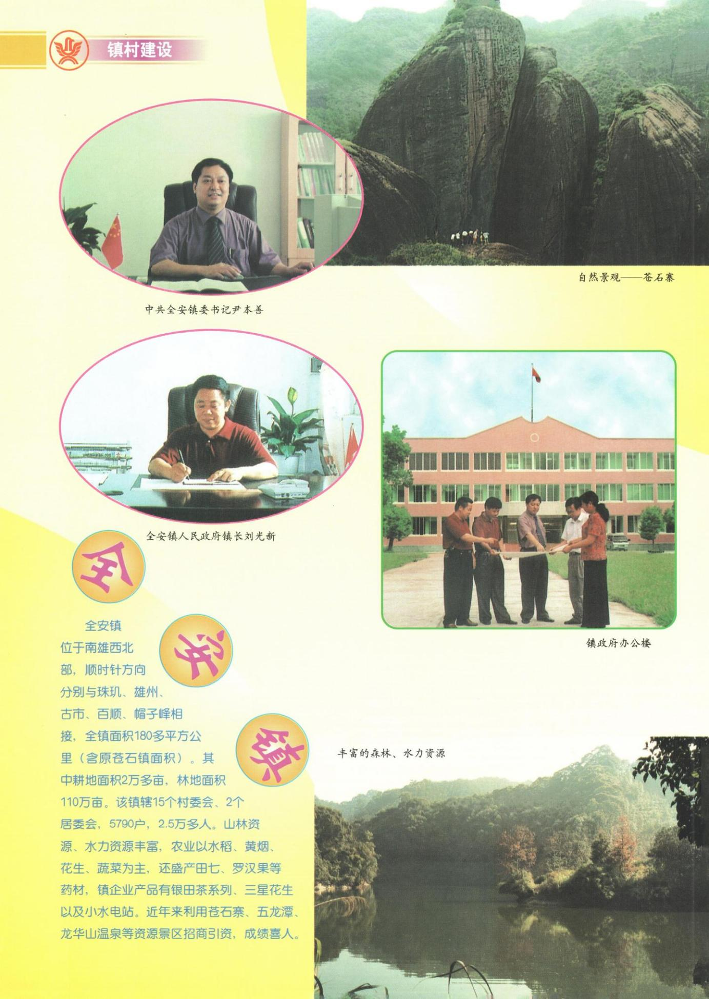 镇村建设
自然景观——苍石寨
中共全安镇委书记尹本善
全安镇人民政府镇长刘光新
镇政府办公楼
全
安
镇
全安镇
位于南雄西北
部，顺时针方向
分别与珠玑、雄州、
古市、百顺、帽子峰相
接，全镇面积180多平方公
里（含原苍石镇面积）。其
中耕地面积2万多亩，林地面积
110万亩。该镇辖15个村委会、2个
居委会，5790户，2.5万多人。山林资
源、水力资源丰富，农业以水稻、黄烟、
花生、蔬菜为主，还盛产田七、罗汉果等
药材，镇企业产品有银田茶系列、三星花生
以及小水电站。近年来利用苍石寨、五龙潭、
龙华山温泉等资源景区招商引资，成绩喜人。
丰富的森林、水力资源